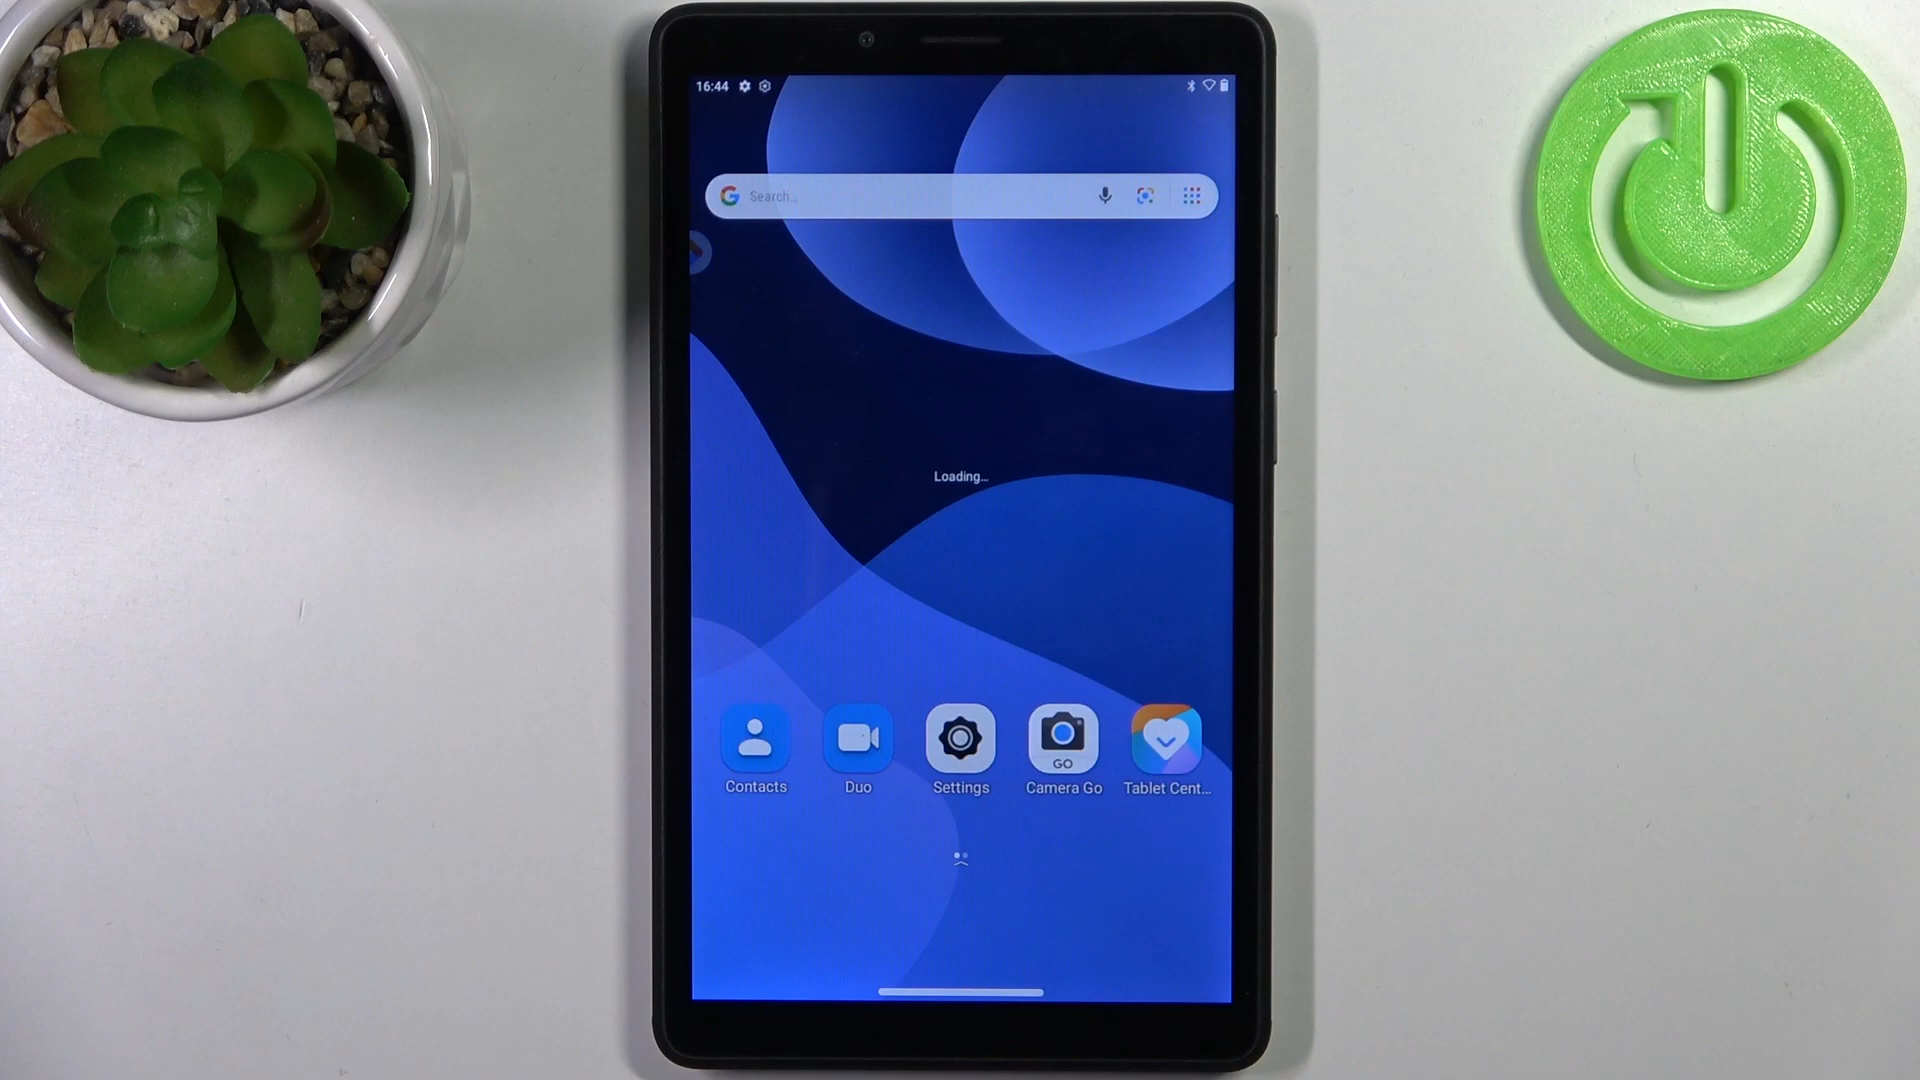 16:44
Search...
Loading...
Contacts
Duo
Settings
GO
Camera Go
Tablet Cent...